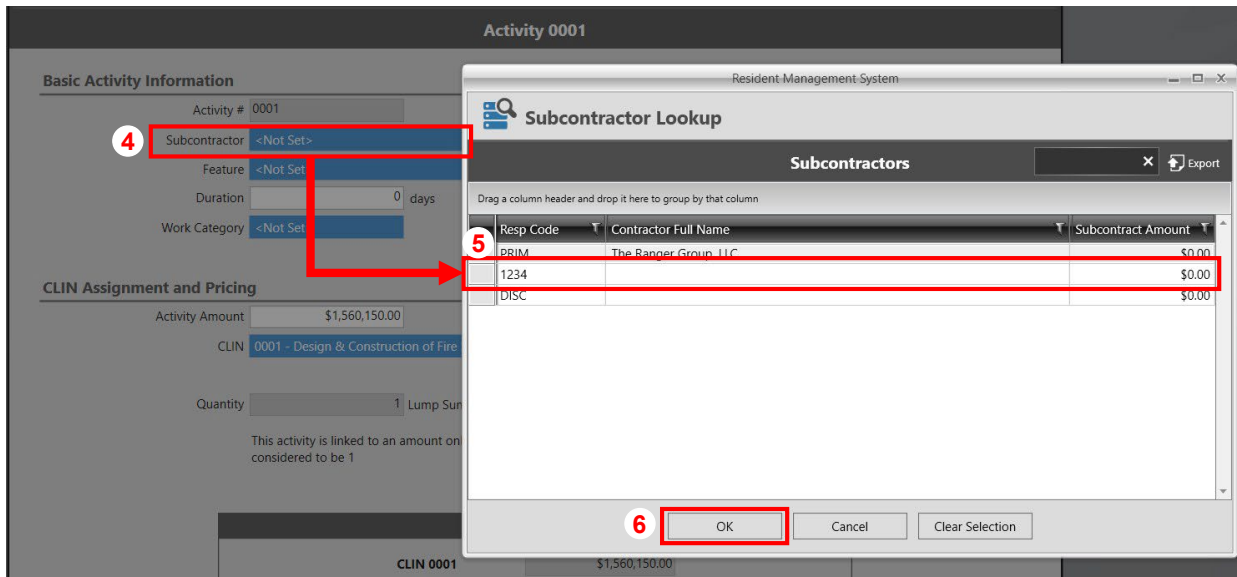 Activity 0001
Basic Activity Information
Activity # 0001
4
Subcontractor <Not Set>
Feature <Not Set
Duration 0 days
Work Category <Not Set
CLIN Assignment and Pricing
Activity Amount $1,560,150.00
CLIN 0001 - Design & Construction of Fire
Quantity 1 Lump Sum
This activity is linked to an amount on
considered to be 1
CLIN 0001 $1,560,150.00
Resident Management System
Subcontractor Lookup
Subcontractors
Export
Drag a column header and drop it here to group by that column
Resp Code Contractor Full Name Subcontract Amount
5
PRIM The Ranger Group, LLC $0.00
1234 $0.00
DISC $0.00
6
OK Cancel Clear Selection